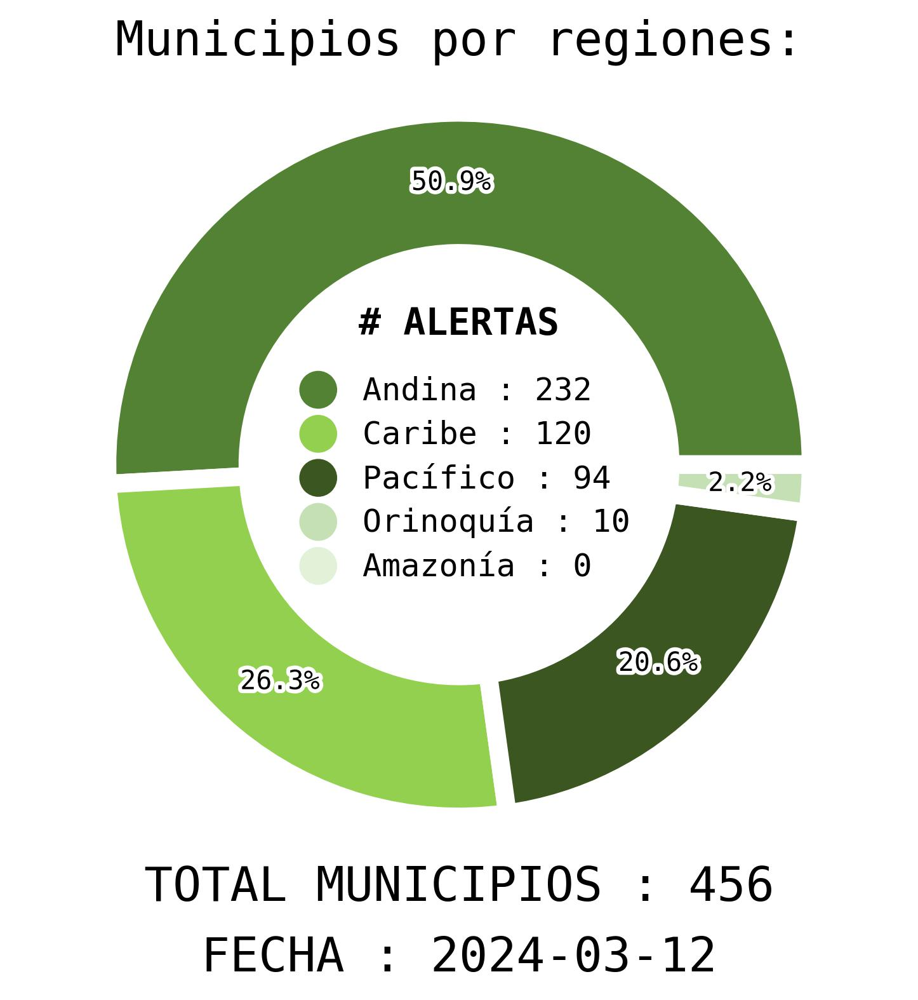 Municipios por regiones:
50.9%
# ALERTAS
Andina : 232
Caribe : 120
Pacífico : 94
Orinoquía : 10
Amazonía : 0
2.2%
20.6%
26.3%
TOTAL MUNICIPIOS : 456
FECHA : 2024-03-12